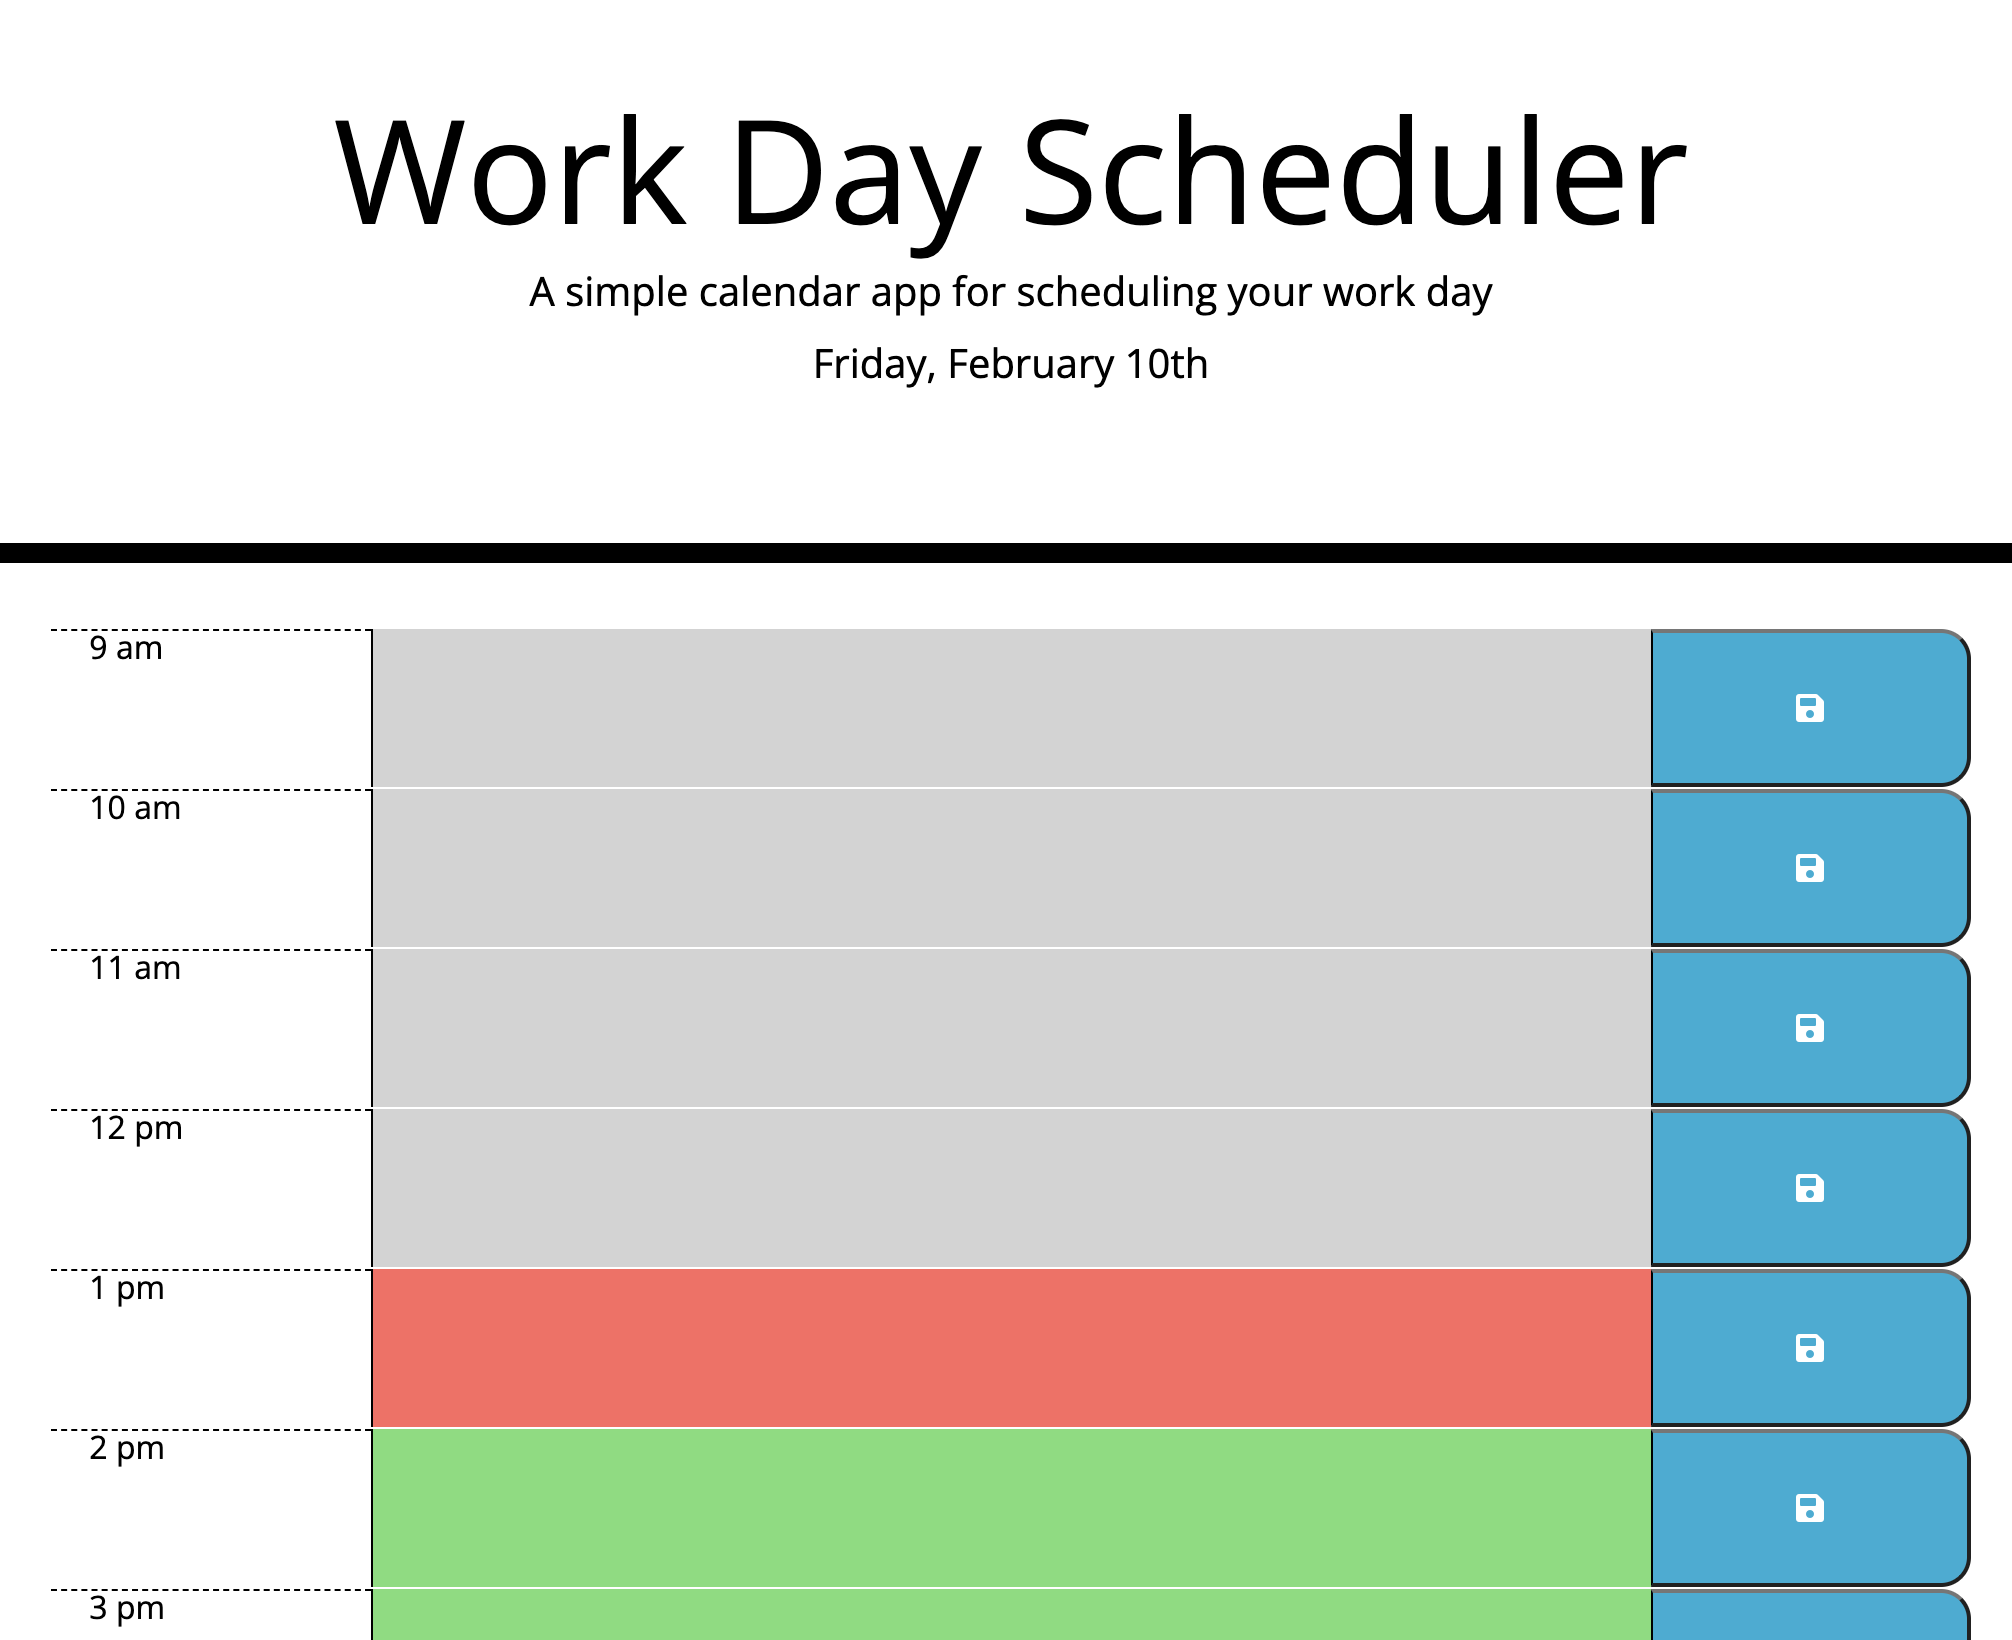 Work Day Scheduler
A simple calendar app for scheduling your work day
Friday, February 10th
9 am
10 am
11 am
12 pm
1 pm
2 pm
3 pm